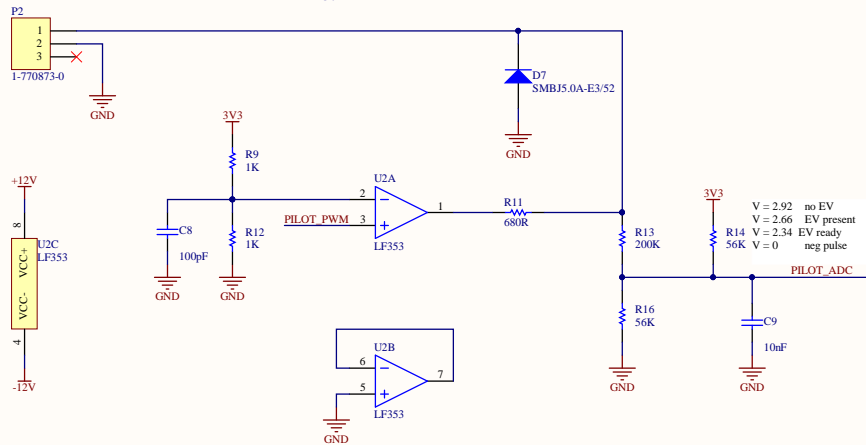 P2
1
2
3
1-770873-0
GND
D7
SMBJ5.0A-E3/52
GND
3V3
R9
1K
+12V
8
U2C
LF353
VCC+
VCC-
4
-12V
C8
100pF
GND
R12
1K
GND
PILOT_PWM
U2A
2
3
1
LF353
R11
680R
R13
200K
3V3
R14
56K
V = 2.92 no EV
V = 2.66 EV present
V = 2.34 EV ready
V = 0 neg pulse
PILOT_ADC
R16
56K
GND
C9
10nF
GND
U2B
6
5
7
LF353
GND